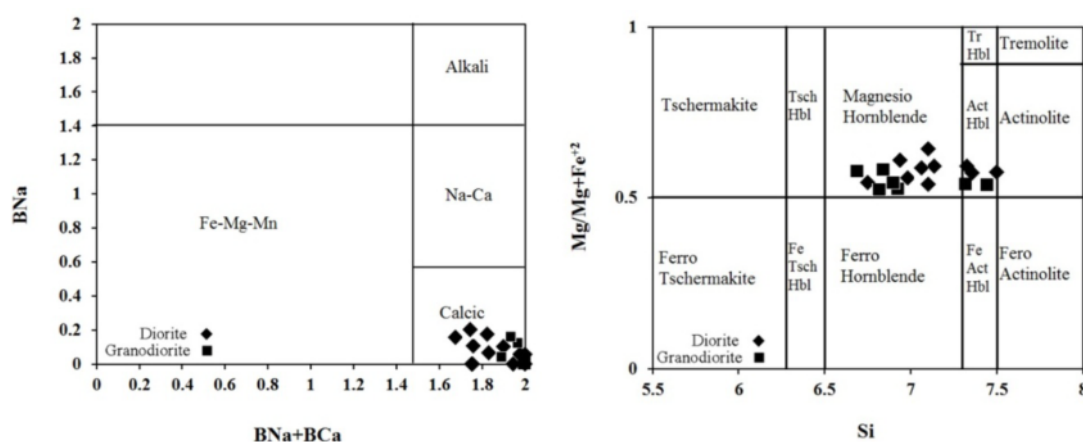 2
1.8
1.6
1.4
1.2
1
0.8
0.6
0.4
0.2
0
BNa
Alkali
Na-Ca
Fe-Mg-Mn
Calcic
Diorite
Granodiorite
0 0.2 0.4 0.6 0.8 1 1.2 1.4 1.6 1.8 2
BNa+BCa
1
0.5
0
Mg/Mg+Fe+2
Tschermakite
Tsch
Hbl
Magnesio
Hornblende
Tr
Hbl
Tremolite
Act
Hbl
Actinolite
Ferro
Tschermakite
Fe
Tsch
Hbl
Ferro
Hornblende
Fe
Act
Hbl
Fero
Actinolite
Diorite
Granodiorite
5.5 6 6.5 7 7.5 8
Si